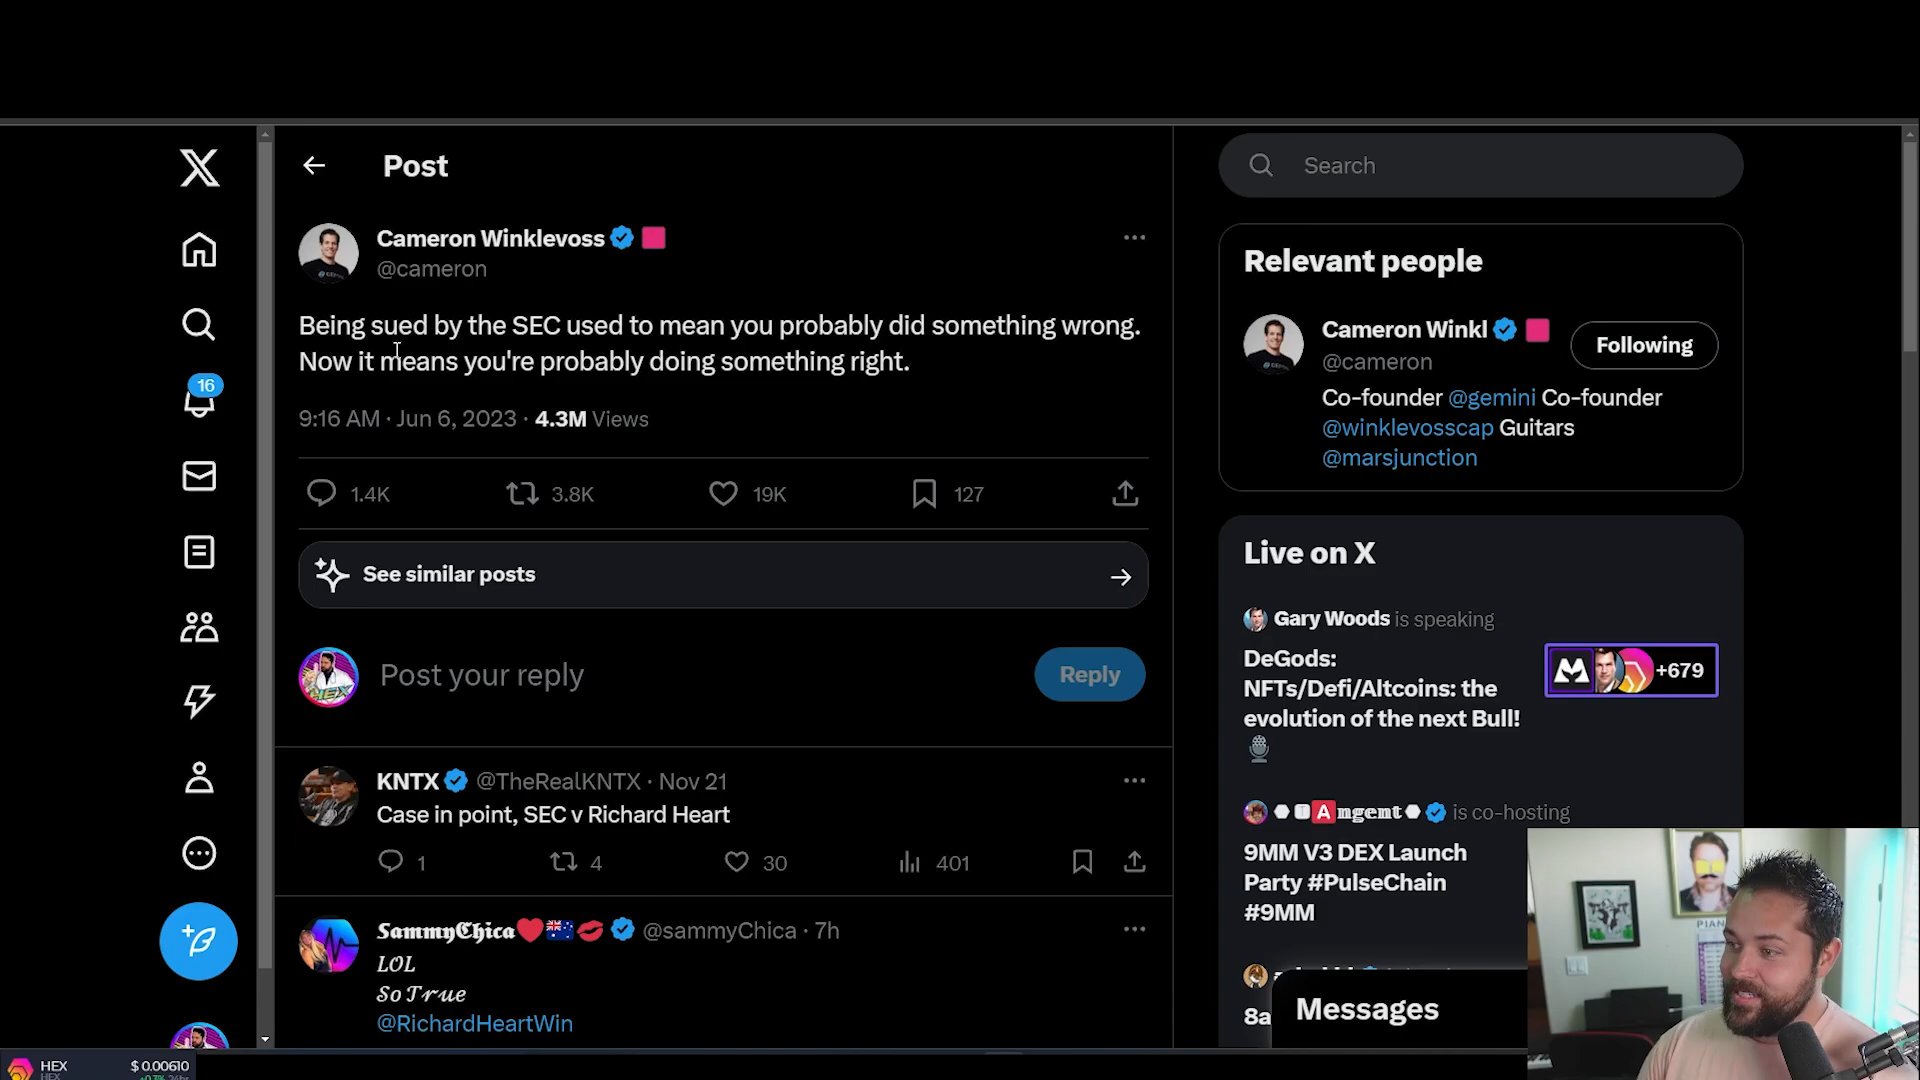 Post
Search
Cameron Winklevoss
@cameron
Being sued by the SEC used to mean you probably did something wrong.
Now it means you're probably doing something right.
9:16 AM · Jun 6, 2023 · 4.3M Views
1.4K
3.8K
19K
127
See similar posts
Post your reply
Reply
KNTX @TheRealKNTX · Nov 21
Case in point, SEC v Richard Heart
1
4
30
401
𝕾𝖆𝖒𝖒𝖞𝕮𝖍𝖎𝖈𝖆 @sammyChica · 7h
𝓛𝓞𝓛
𝓢𝓸 𝓣𝓻𝓾𝓮
@RichardHeartWin
16
Relevant people
Cameron Winkl
@cameron
Following
Co-founder @gemini Co-founder
@winklevosscap Guitars
@marsjunction
Live on X
Gary Woods is speaking
DeGods:
NFTs/Defi/Altcoins: the
evolution of the next Bull!
+679
is co-hosting
9MM V3 DEX Launch
Party #PulseChain
#9MM
8a
Messages
HEX
HEX
$ 0.00610
PIAN